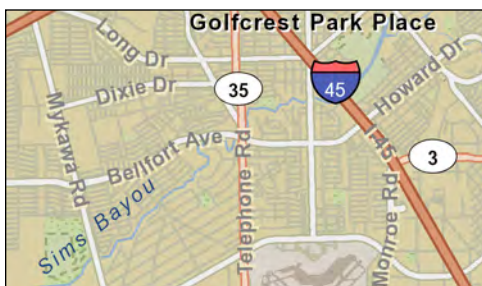 Golfcrest Park Place
Long Dr
Dixie Dr
35
45
Howard Dr
Mykawa Rd
Bellfort Ave
I 45
3
Sims Bayou
Telephone Rd
Monroe Rd